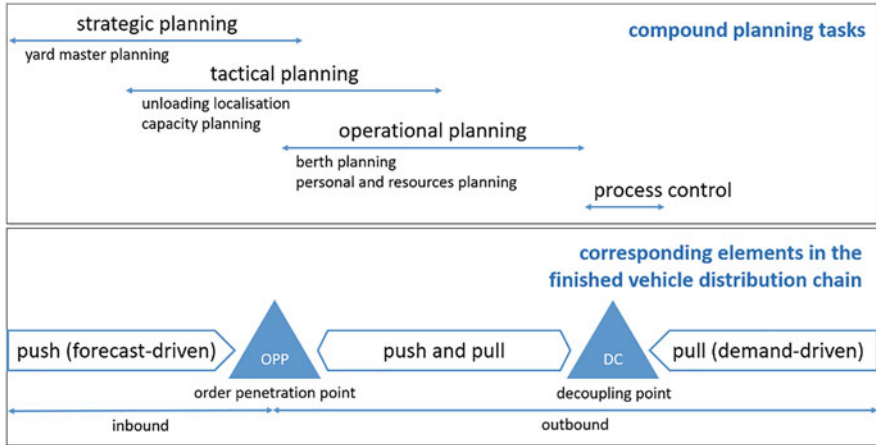 strategic planning
compound planning tasks
yard master planning
tactical planning
unloading localisation
capacity planning
operational planning
berth planning
personal and resources planning
process control
corresponding elements in the
finished vehicle distribution chain
push (forecast-driven)
OPP
push and pull
DC
pull (demand-driven)
order penetration point
decoupling point
inbound
outbound